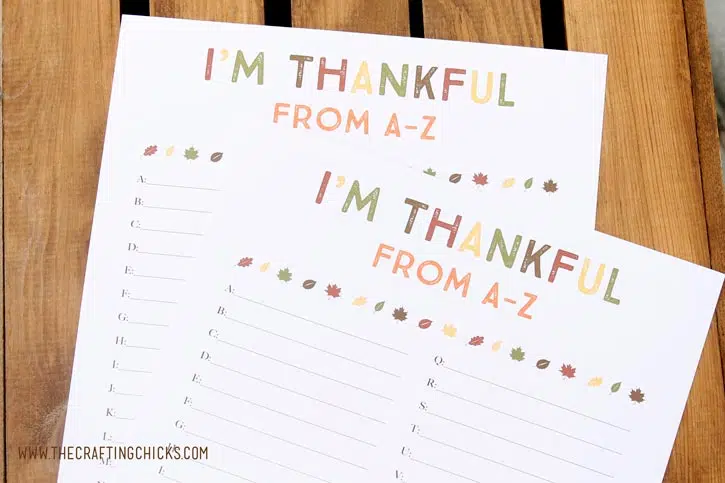 I'M THANKFUL
FROM A-Z
A:
B:
C:
D:
E:
F:
G:
H:
I:
J:
K:
L:
M:
I'M THANKFUL
FROM A-Z
A:
B:
C:
D:
E:
F:
G:
Q:
R:
S:
T:
U:
V:
WWW.THECRAFTINGCHICKS.COM